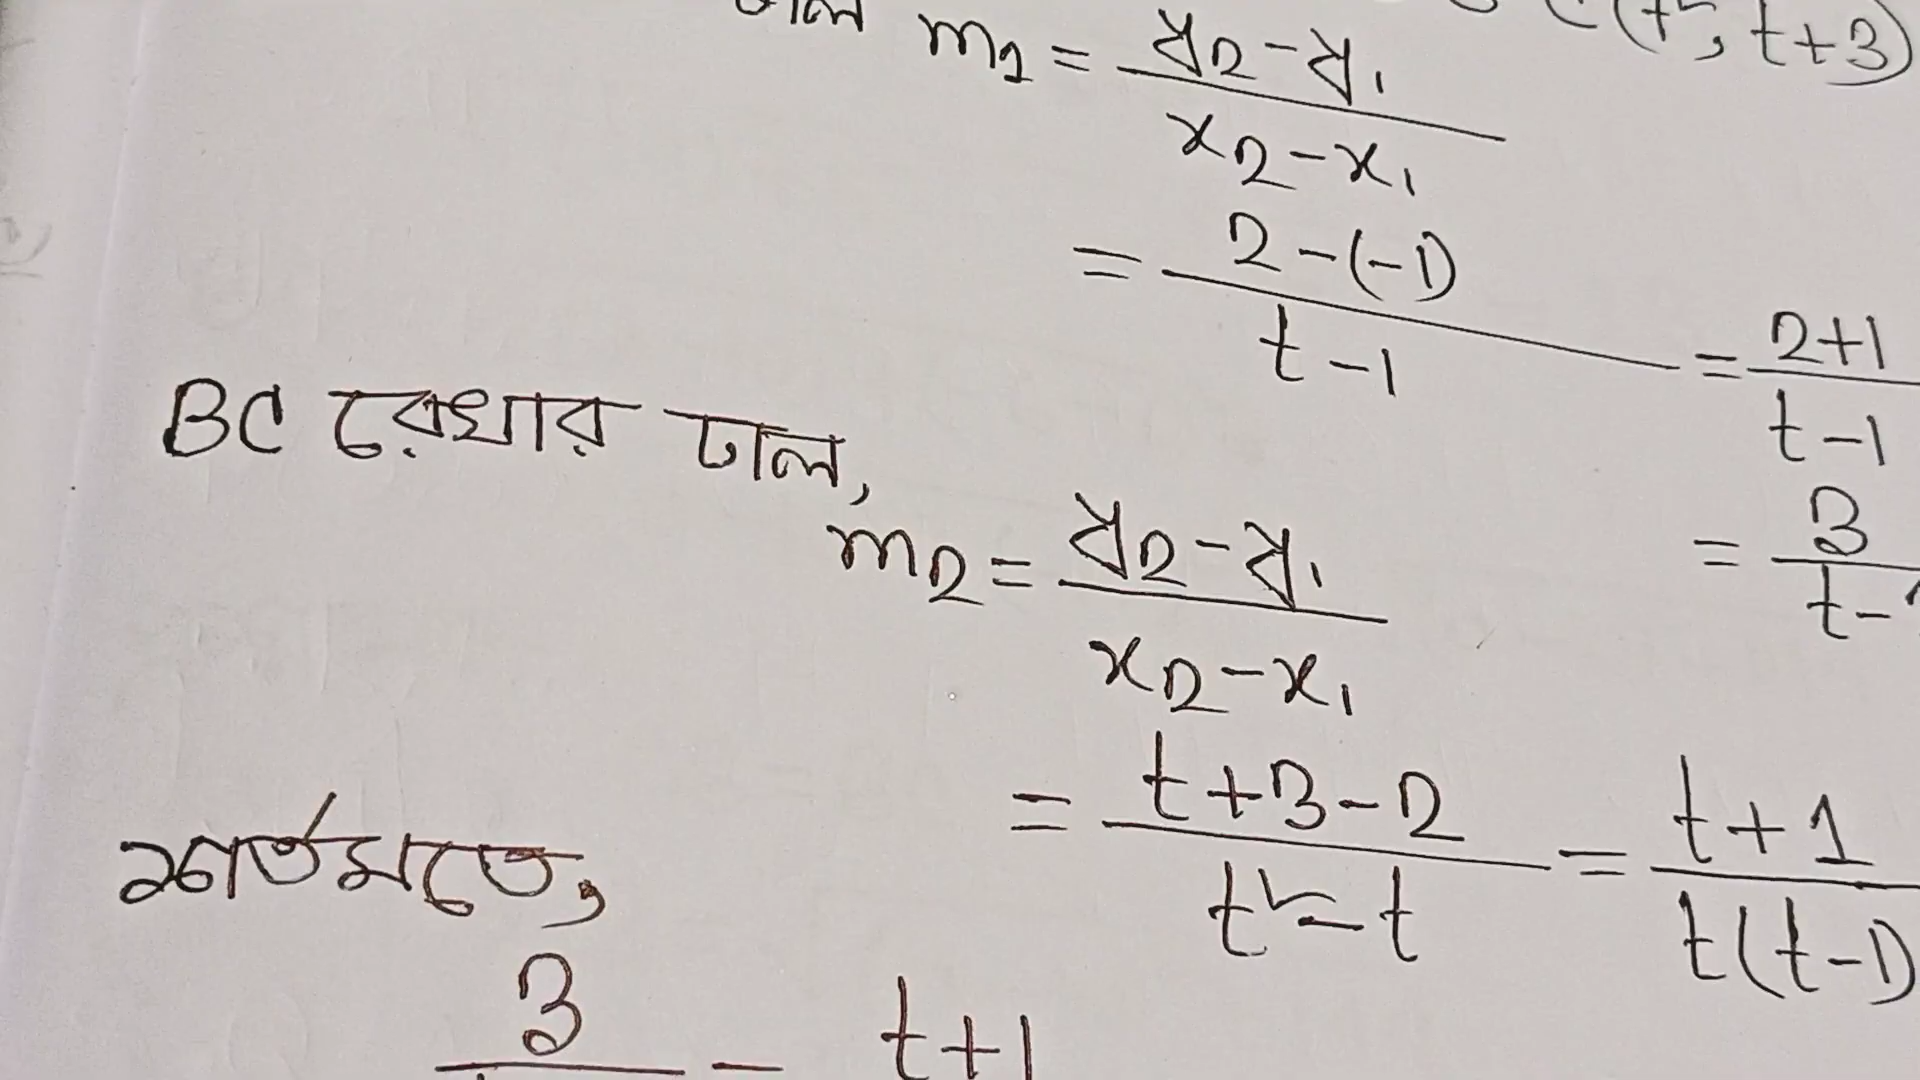 ঢাল m₁ = y₂-y₁ / x₂-x₁
(t², t+3)
= 2-(-1) / t-1 = 2+1 / t-1
= 3 / t-1
BC রেখার ঢাল,
m₂ = y₂-y₁ / x₂-x₁
= t+3-2 / t²-t = t+1 / t(t-1)
শর্তমতে,
3 = t+1